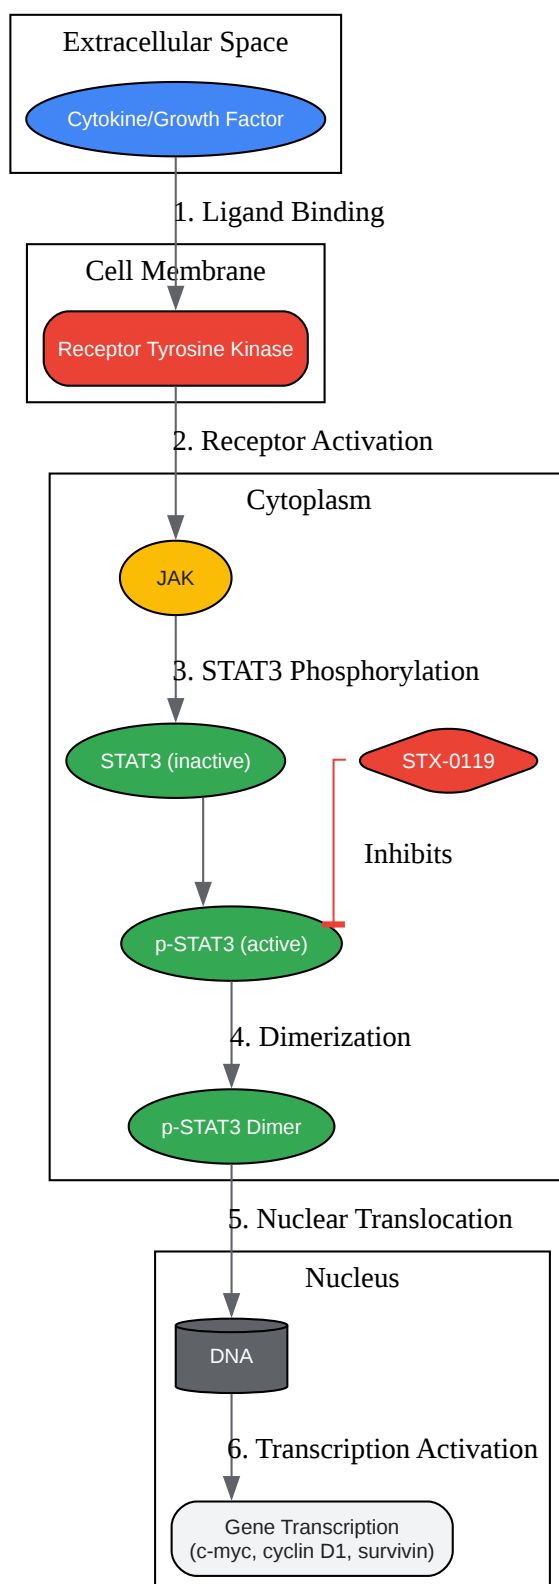 Extracellular Space
Cytokine/Growth Factor
1. Ligand Binding
Cell Membrane
Receptor Tyrosine Kinase
2. Receptor Activation
Cytoplasm
JAK
3. STAT3 Phosphorylation
STAT3 (inactive)
STX-0119
Inhibits
p-STAT3 (active)
4. Dimerization
p-STAT3 Dimer
5. Nuclear Translocation
Nucleus
DNA
6. Transcription Activation
Gene Transcription
(c-myc, cyclin D1, survivin)